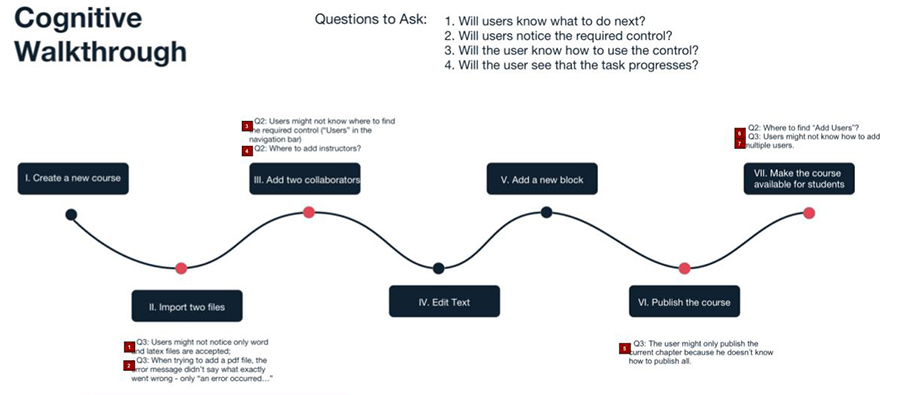 Cognitive
Walkthrough
Questions to Ask:
1. Will users know what to do next?
2. Will users notice the required control?
3. Will the user know how to use the control?
4. Will the user see that the task progresses?
3
Q2: Users might not know where to find
he required control ("Users" in the
navigation bar)
4
Q2: Where to add instructors?
6
Q2: Where to find "Add Users"?
Q3: Users might not know how to add
7
multiple users.
I. Create a new course
III. Add two collaborators
V. Add a new block
VII. Make the course
available for students
II. Import two files
IV. Edit Text
VI. Publish the course
1
Q3: Users might not notice only word
and latex files are accepted;
2
Q3: When trying to add a pdf file, the
error message didn't say what exactly
went wrong - only "an error occurred..."
5
Q3: The user might only publish the
current chapter because he doesn't know
how to publish all.